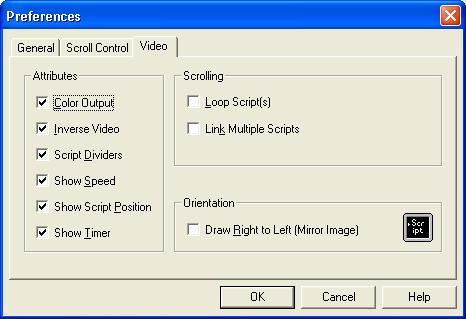 Preferences
General Scroll Control Video
Attributes
Color Output
Inverse Video
Script Dividers
Show Speed
Show Script Position
Show Timer
Scrolling
Loop Script(s)
Link Multiple Scripts
Orientation
Draw Right to Left (Mirror Image)
Scr
ipt
OK Cancel Help